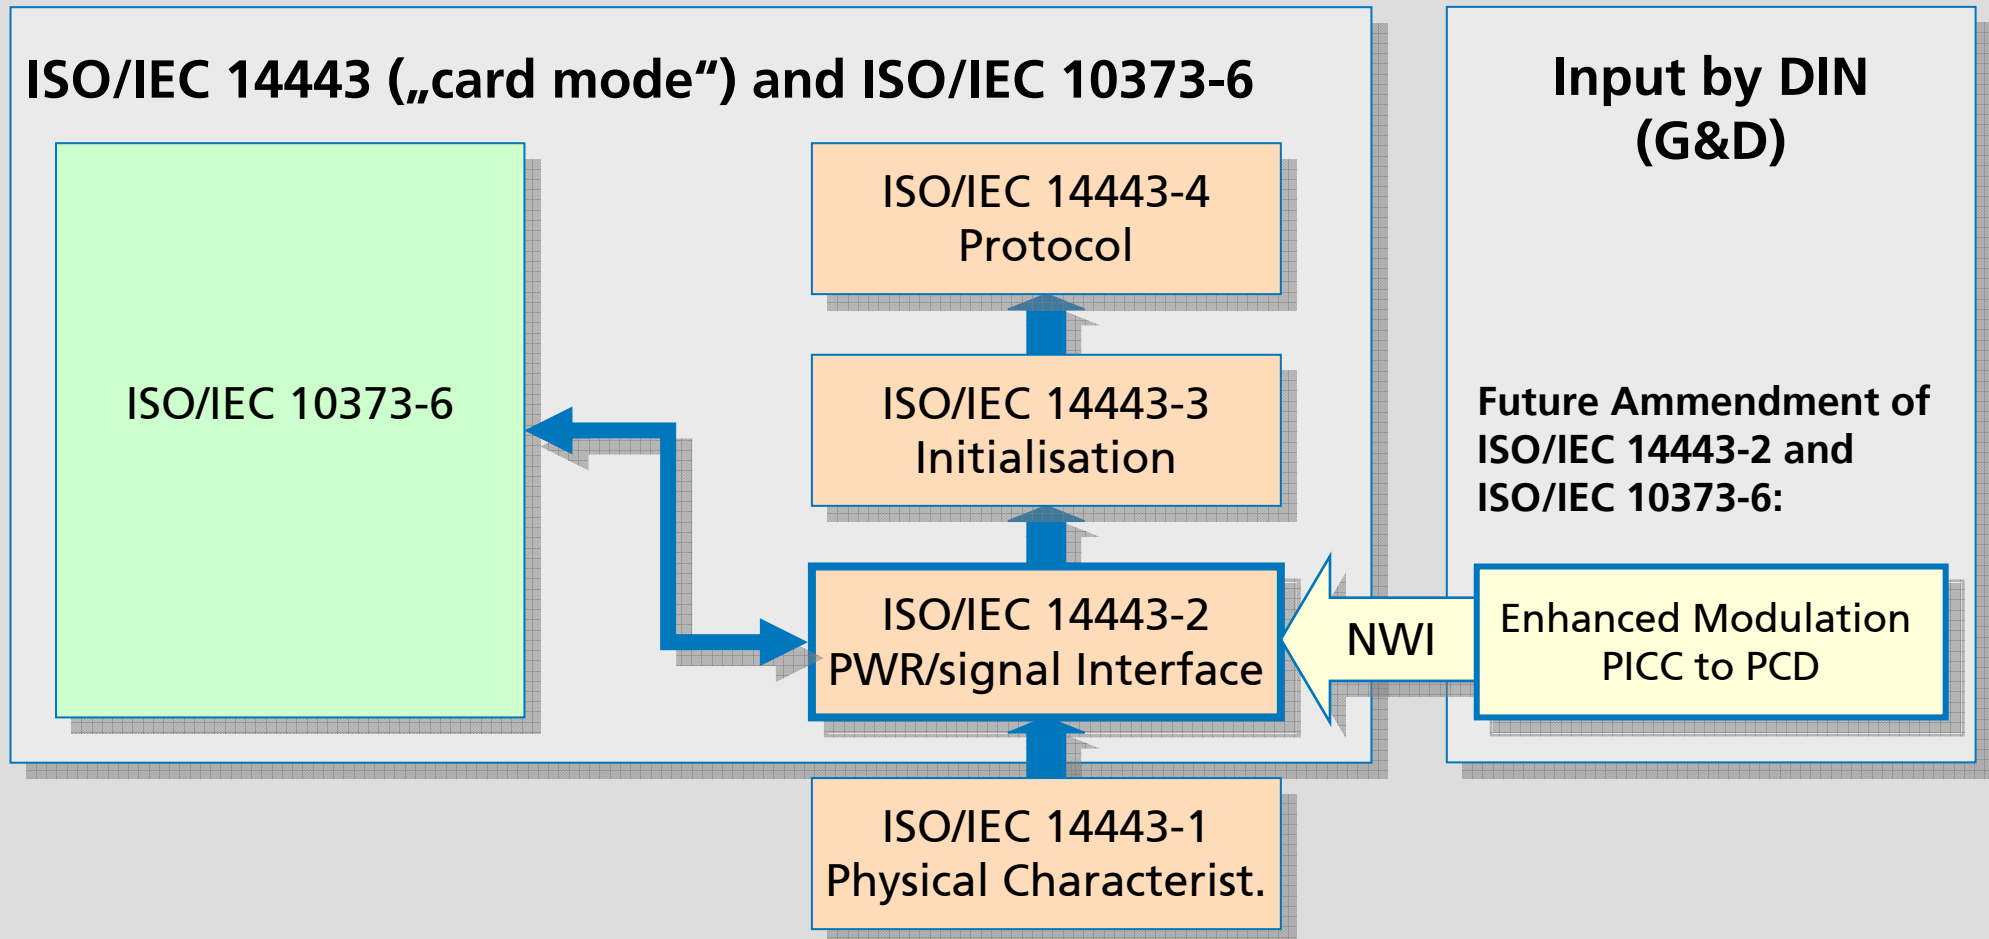 ISO/IEC 14443 („card mode“) and ISO/IEC 10373-6
ISO/IEC 10373-6
ISO/IEC 14443-4
Protocol
ISO/IEC 14443-3
Initialisation
ISO/IEC 14443-2
PWR/signal Interface
ISO/IEC 14443-1
Physical Characterist.
Input by DIN
(G&D)
Future Ammendment of
ISO/IEC 14443-2 and
ISO/IEC 10373-6:
NWI
Enhanced Modulation
PICC to PCD